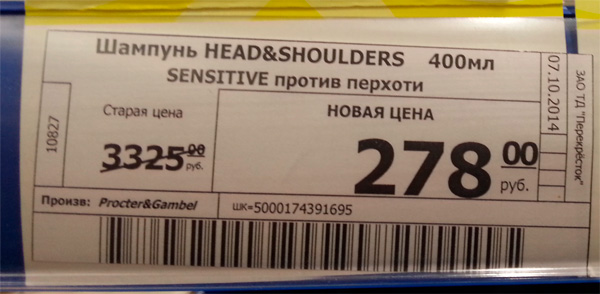 Шампунь HEAD&SHOULDERS 400мл
SENSITIVE против перхоти
10827
Старая цена
3325 00
руб.
НОВАЯ ЦЕНА
278 00
руб.
07.10.2014
ЗАО ТД "Перекрёсток"
Произв: Procter&Gambel
шк=5000174391695